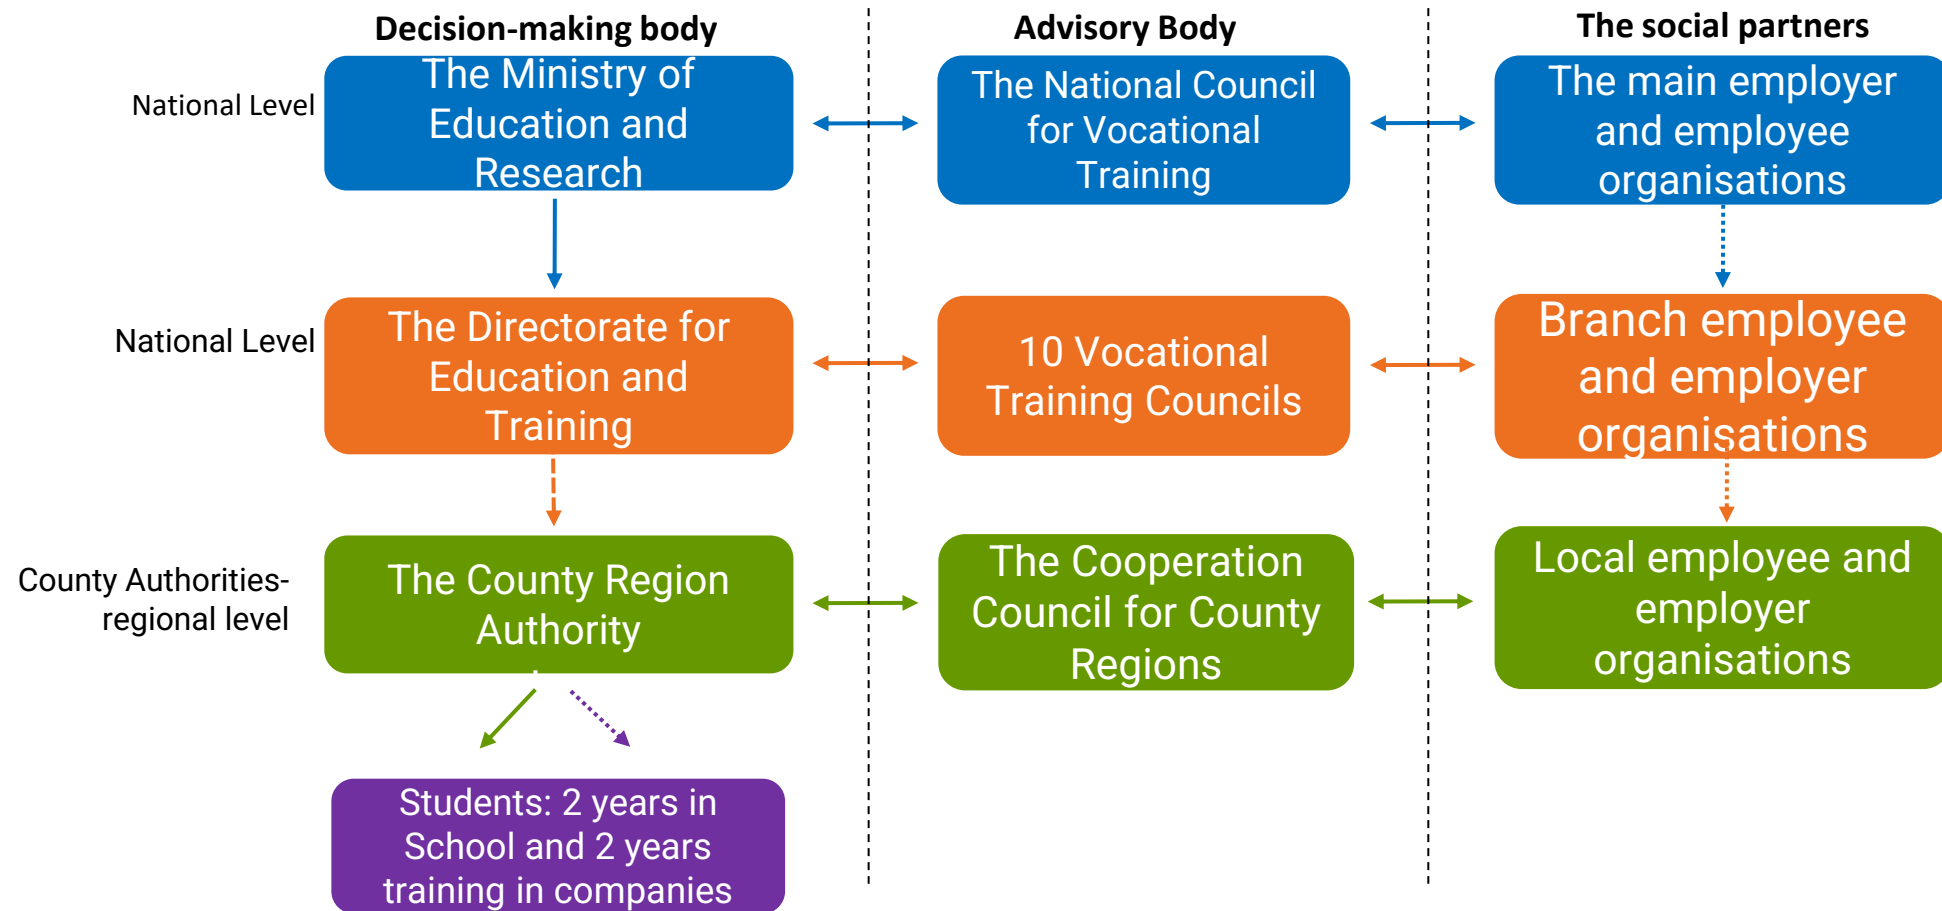 Decision-making body
Advisory Body
The social partners
National Level
The Ministry of
Education and
Research
The National Council
for Vocational
Training
The main employer
and employee
organisations
National Level
The Directorate for
Education and
Training
10 Vocational
Training Councils
Branch employee
and employer
organisations
County Authorities-
regional level
The County Region
Authority
The Cooperation
Council for County
Regions
Local employee and
employer
organisations
Students: 2 years in
School and 2 years
training in companies